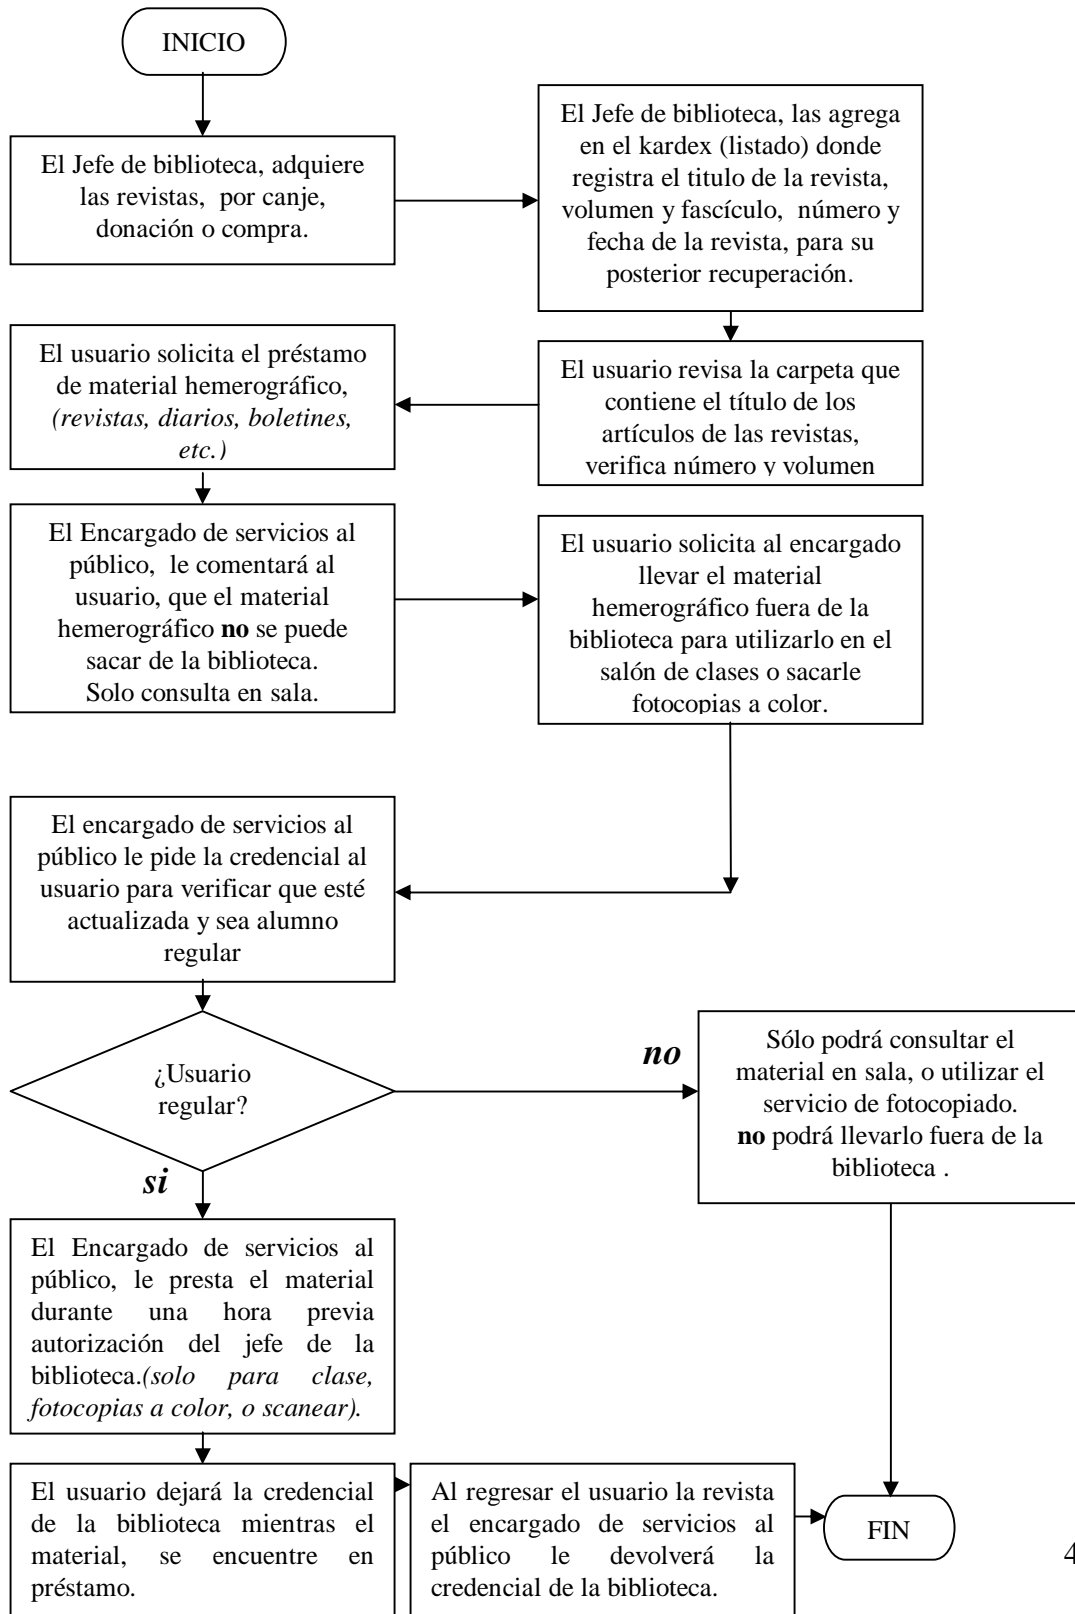 INICIO
El Jefe de biblioteca, adquiere
las revistas, por canje,
donación o compra.
El Jefe de biblioteca, las agrega
en el kardex (listado) donde
registra el titulo de la revista,
volumen y fascículo, número y
fecha de la revista, para su
posterior recuperación.
El usuario revisa la carpeta que
contiene el título de los
artículos de las revistas,
verifica número y volumen
El usuario solicita el préstamo
de material hemerográfico,
(revistas, diarios, boletines,
etc.)
El Encargado de servicios al
público, le comentará al
usuario, que el material
hemerográfico no se puede
sacar de la biblioteca.
Solo consulta en sala.
El usuario solicita al encargado
llevar el material
hemerográfico fuera de la
biblioteca para utilizarlo en el
salón de clases o sacarle
fotocopias a color.
El encargado de servicios al
público le pide la credencial al
usuario para verificar que esté
actualizada y sea alumno
regular
¿Usuario
regular?
no
Sólo podrá consultar el
material en sala, o utilizar el
servicio de fotocopiado.
no podrá llevarlo fuera de la
biblioteca .
si
El Encargado de servicios al
público, le presta el material
durante una hora previa
autorización del jefe de la
biblioteca.(solo para clase,
fotocopias a color, o scanear).
El usuario dejará la credencial
de la biblioteca mientras el
material, se encuentre en
préstamo.
Al regresar el usuario la revista
el encargado de servicios al
público le devolverá la
credencial de la biblioteca.
FIN
4